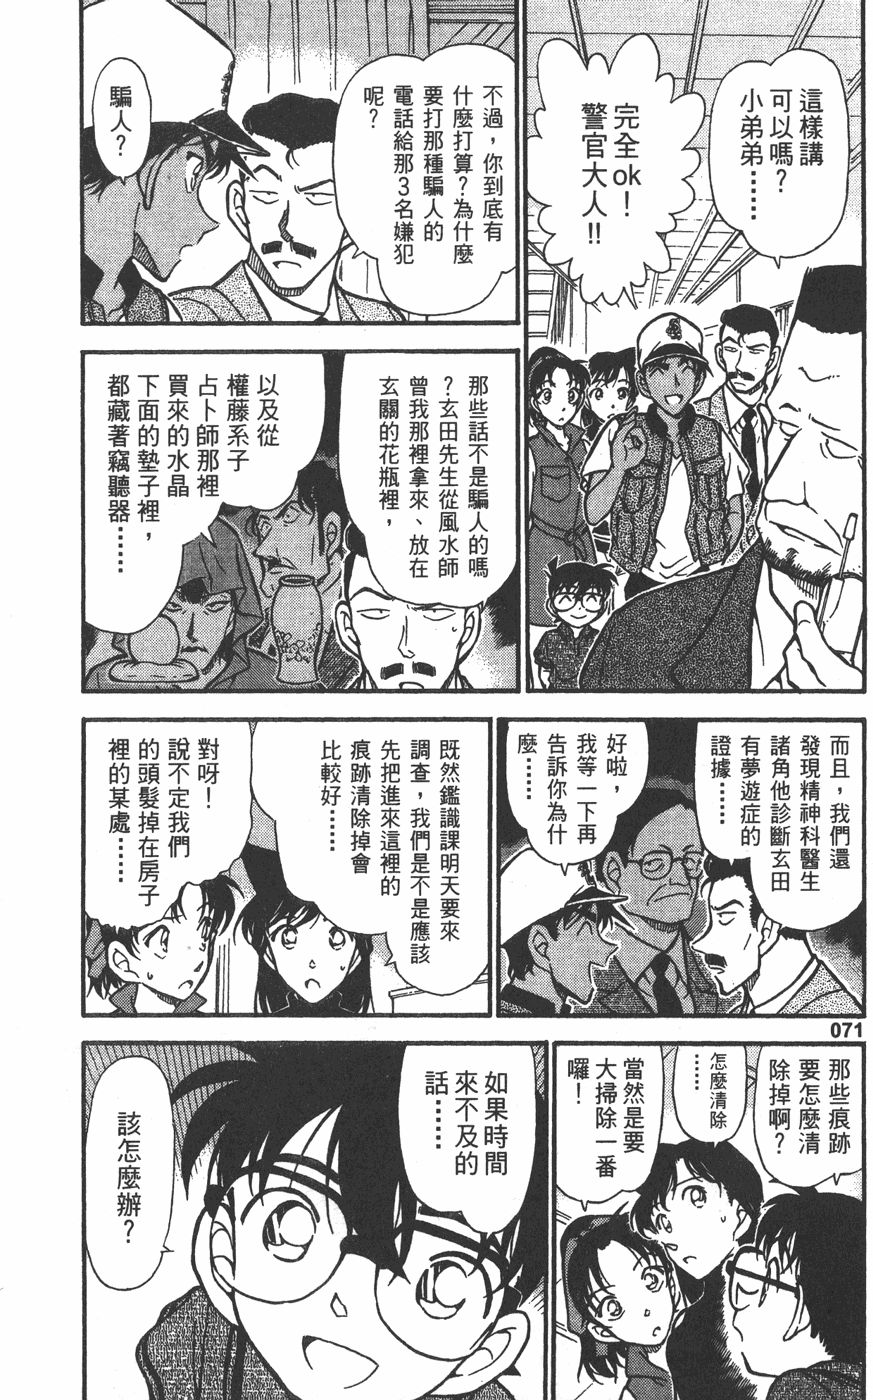 這樣講
可以嗎？
小弟弟……
完全ok！
警官大人!!
不過，你到底有
什麼打算？為什麼
要打那種騙人的
電話給那3名嫌犯
呢？
騙人？
那些話不是騙人的嗎
？玄田先生從風水師
曾我那裡拿來、放在
玄關的花瓶裡，
以及從
權藤系子
占卜師那裡
買來的水晶
下面的墊子裡，
都藏著竊聽器……
而且，我們還
發現精神科醫生
諸角他診斷玄田
有夢遊症的
證據……
好啦，
我等一下再
告訴你為什
麼……
既然鑑識課明天要來
調查，我們是不是應該
先把進來這裡的
痕跡清除掉會
比較好……
對呀！
說不定我們
的頭髮掉在房子
裡的某處……
071
那些痕跡
要怎麼清
除掉啊？
怎麼清除
……
當然是要
大掃除一番
囉！
如果時間
來不及的
話……
該怎麼辦？